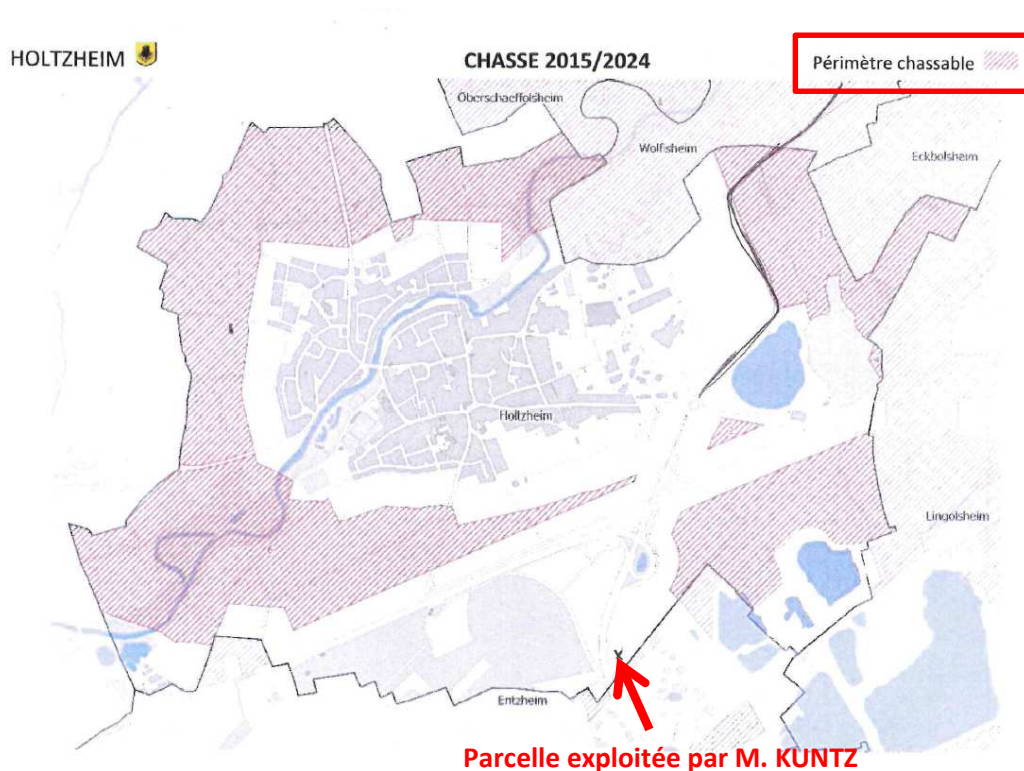 HOLTZHEIM
CHASSE 2015/2024
Périmètre chassable
Oberschaeffolsheim
Wolfisheim
Eckbolsheim
Holtzheim
Lingolsheim
Entzheim
Parcelle exploitée par M. KUNTZ